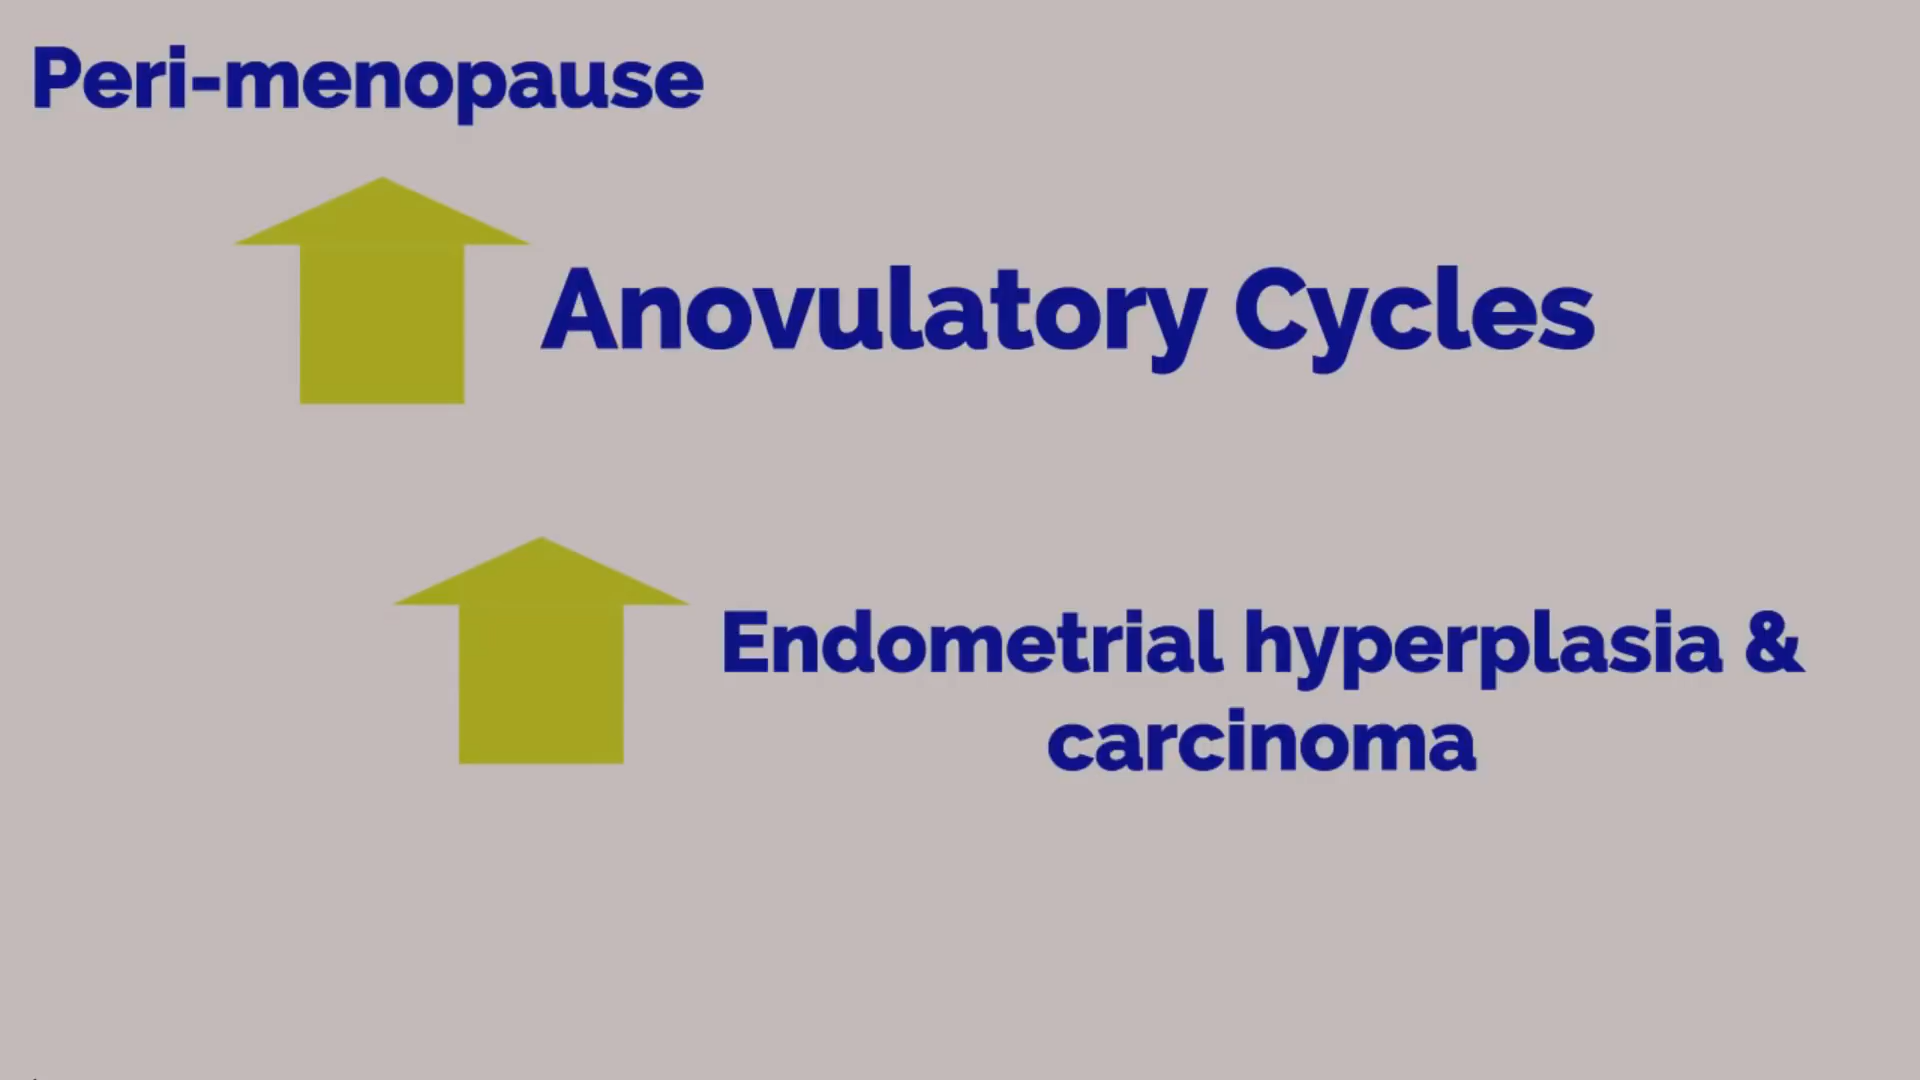 Peri-menopause
Anovulatory Cycles
Endometrial hyperplasia &
carcinoma